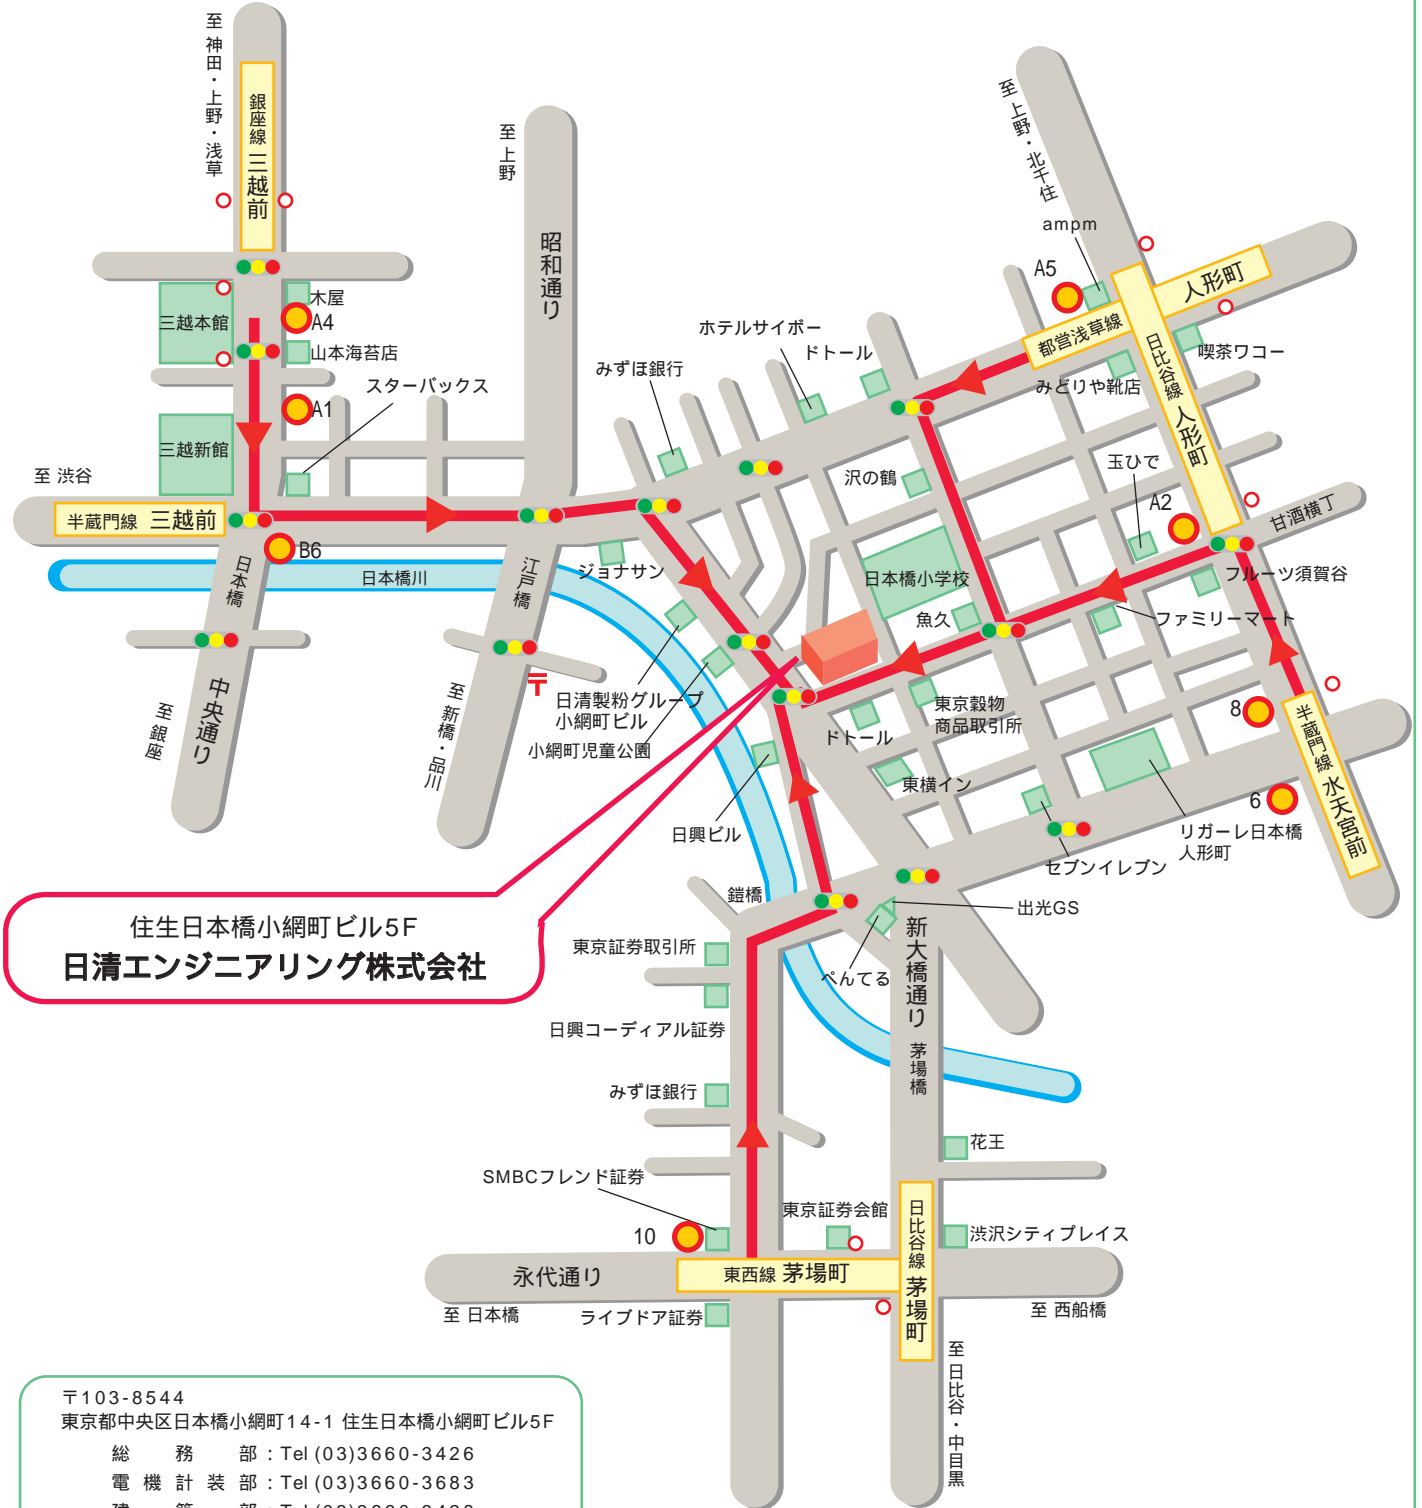 至 神田・上野・浅草
銀座線 三越前
至 上野
昭和通り
至 上野・北千住
ampm
A5
人形町
都営浅草線
日比谷線 人形町
喫茶ワコー
みどりや靴店
三越本館
木屋
A4
山本海苔店
スターバックス
A1
三越新館
みずほ銀行
ホテルサイボー
ドトール
沢の鶴
玉ひで
A2
甘酒横丁
至 渋谷
半蔵門線 三越前
B6
日本橋
日本橋川
江戸橋
ジョナサン
日本橋小学校
魚久
フルーツ須賀谷
ファミリーマート
中央通り
至 銀座
至 新橋・品川
〒
日清製粉グループ
小網町ビル
小網町児童公園
ドトール
東京穀物
商品取引所
8
半蔵門線 水天宮前
6
東横イン
日興ビル
リガーレ日本橋
人形町
セブンイレブン
鎧橋
出光GS
住生日本橋小網町ビル5F
日清エンジニアリング株式会社
東京証券取引所
ぺんてる
新大橋通り
日興コーディアル証券
茅場橋
みずほ銀行
花王
SMBCフレンド証券
東京証券会館
10
日比谷線 茅場町
渋沢シティプレイス
永代通り
東西線 茅場町
至 日本橋
ライブドア証券
至 西船橋
至 日比谷・中目黒
〒103-8544
東京都中央区日本橋小網町14-1 住生日本橋小網町ビル5F
総務部:Tel(03)3660-3426
電機計装部:Tel(03)3660-3683